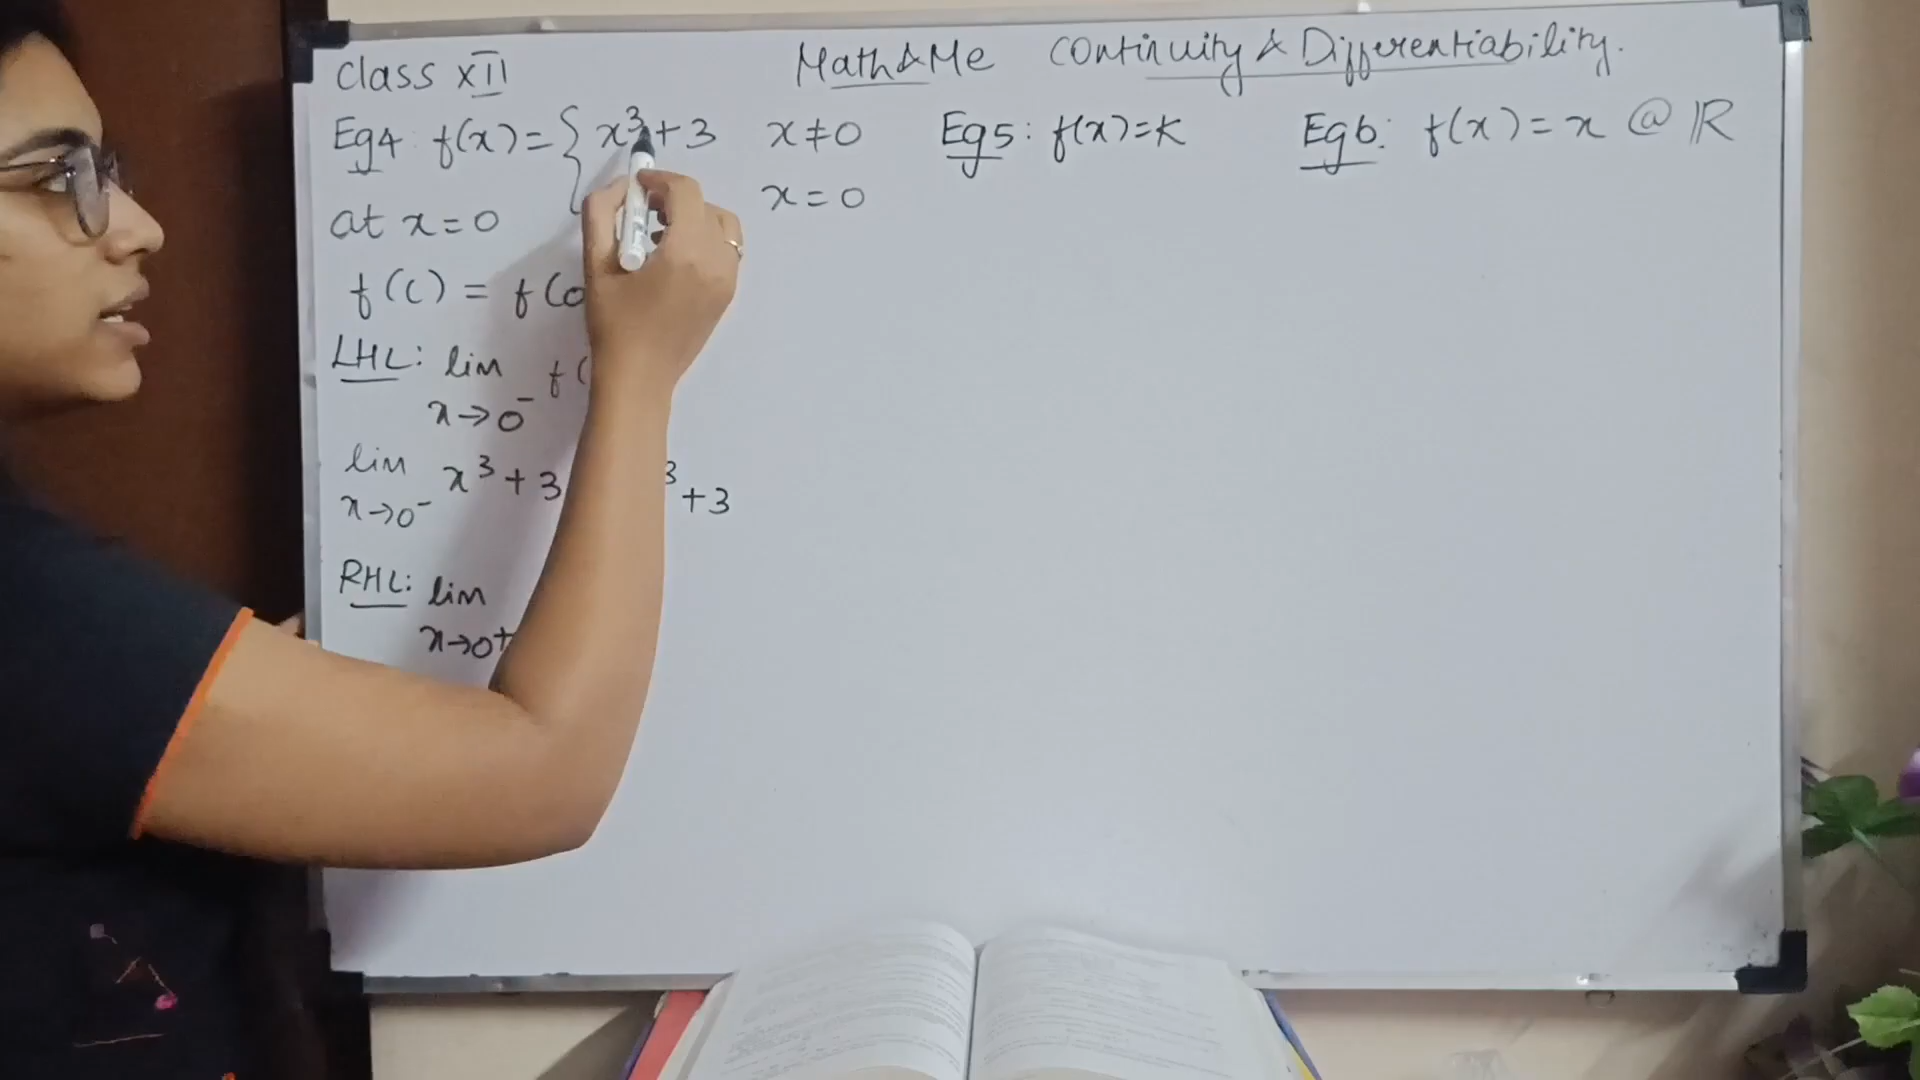 Class XII
Math & Me Continuity & Differentiability.
Eg4 f(x) = { x³ + 3 x ≠ 0
x = 0
at x = 0
f(c) = f(0
LHL: lim f(
x → 0⁻
lim x³ + 3 ³ + 3
x → 0⁻
RHL: lim
x → 0⁺
Eg5: f(x) = K
Eg6: f(x) = x @ ℝ